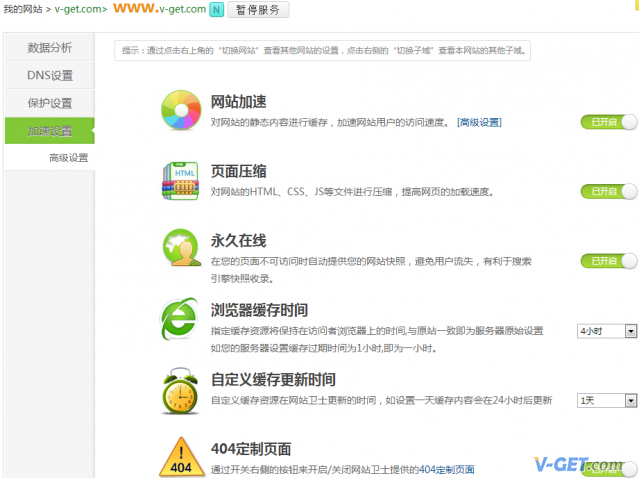 我的网站 > v-get.com> www.v-get.com N 暂停服务
提示：通过点击右上角的“切换网站”查看其他网站的设置，点击右侧的“切换子域”查看本网站的其他子域。
数据分析
DNS设置
保护设置
加速设置
高级设置
网站加速
对网站的静态内容进行缓存，加速网站用户的访问速度。 [高级设置]
已开启
页面压缩
HTML
对网站的HTML、CSS、JS等文件进行压缩，提高网页的加载速度。
已开启
永久在线
在您的页面不可访问时自动提供您的网站快照，避免用户流失，有利于搜索
引擎快照收录。
已开启
浏览器缓存时间
指定缓存资源将保持在访问者浏览器上的时间,与原站一致即为服务器原始设置
如您的服务器设置缓存过期时间为1小时,即为一小时。
4小时
自定义缓存更新时间
自定义缓存资源在网站卫士更新的时间，如设置一天缓存内容会在24小时后更新
1天
404定制页面
404
通过开关右侧的按钮来开启/关闭网站卫士提供的404定制页面
已开启
V-GET.com